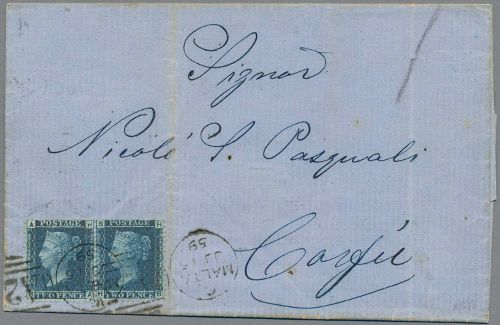 Signor
Nicolò S. Pasquali
Corfù
A H B H
POSTAGE POSTAGE
TWO PENCE TWO PENCE
H A H B
MALTA
59